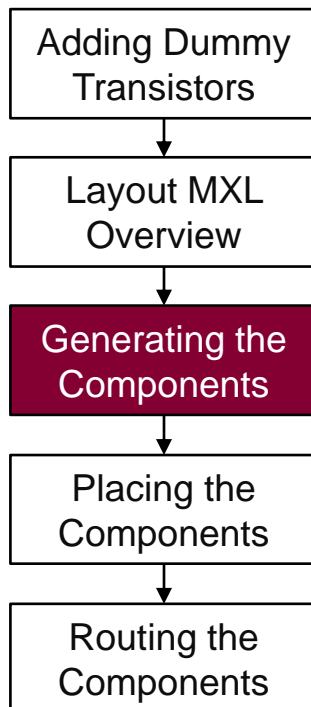 Adding Dummy
Transistors
Layout MXL
Overview
Generating the
Components
Placing the
Components
Routing the
Components